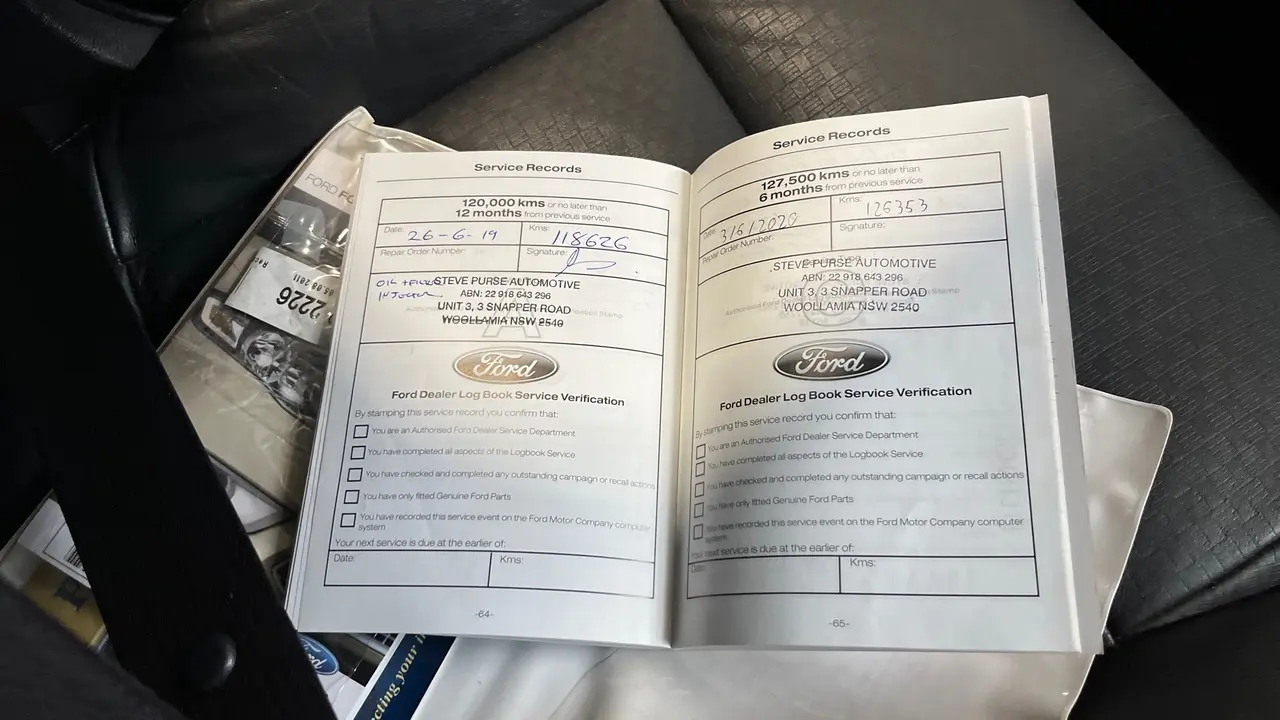 FORD FO
05.08.2011
2226
Service Records
120,000 kms or no later than
12 months from previous service
Date: 26-6-19 Kms: 118626
Repair Order Number: Signature:
OIL + FILTER
STEVE PURSE AUTOMOTIVE
ABN: 22 918 643 296
UNIT 3, 3 SNAPPER ROAD
WOOLLAMIA NSW 2540
Ford
Ford Dealer Log Book Service Verification
By stamping this service record you confirm that:
You are an Authorised Ford Dealer Service Department
You have completed all aspects of the Logbook Service
You have checked and completed any outstanding campaign or recall actions
You have only fitted Genuine Ford Parts
You have recorded this service event on the Ford Motor Company computer
system
Your next service is due at the earlier of:
Date: Kms:
-64-
Service Records
127,500 kms or no later than
6 months from previous service
Date: 3/6/2020 Kms: 126353
Repair Order Number: Signature:
STEVE PURSE AUTOMOTIVE
ABN: 22 918 643 296
UNIT 3, 3 SNAPPER ROAD
WOOLLAMIA NSW 2540
Ford
Ford Dealer Log Book Service Verification
By stamping this service record you confirm that:
You are an Authorised Ford Dealer Service Department
You have completed all aspects of the Logbook Service
You have checked and completed any outstanding campaign or recall actions
You have only fitted Genuine Ford Parts
You have recorded this service event on the Ford Motor Company computer
system
Your next service is due at the earlier of:
Date: Kms:
-65-
Ford
ecting your i